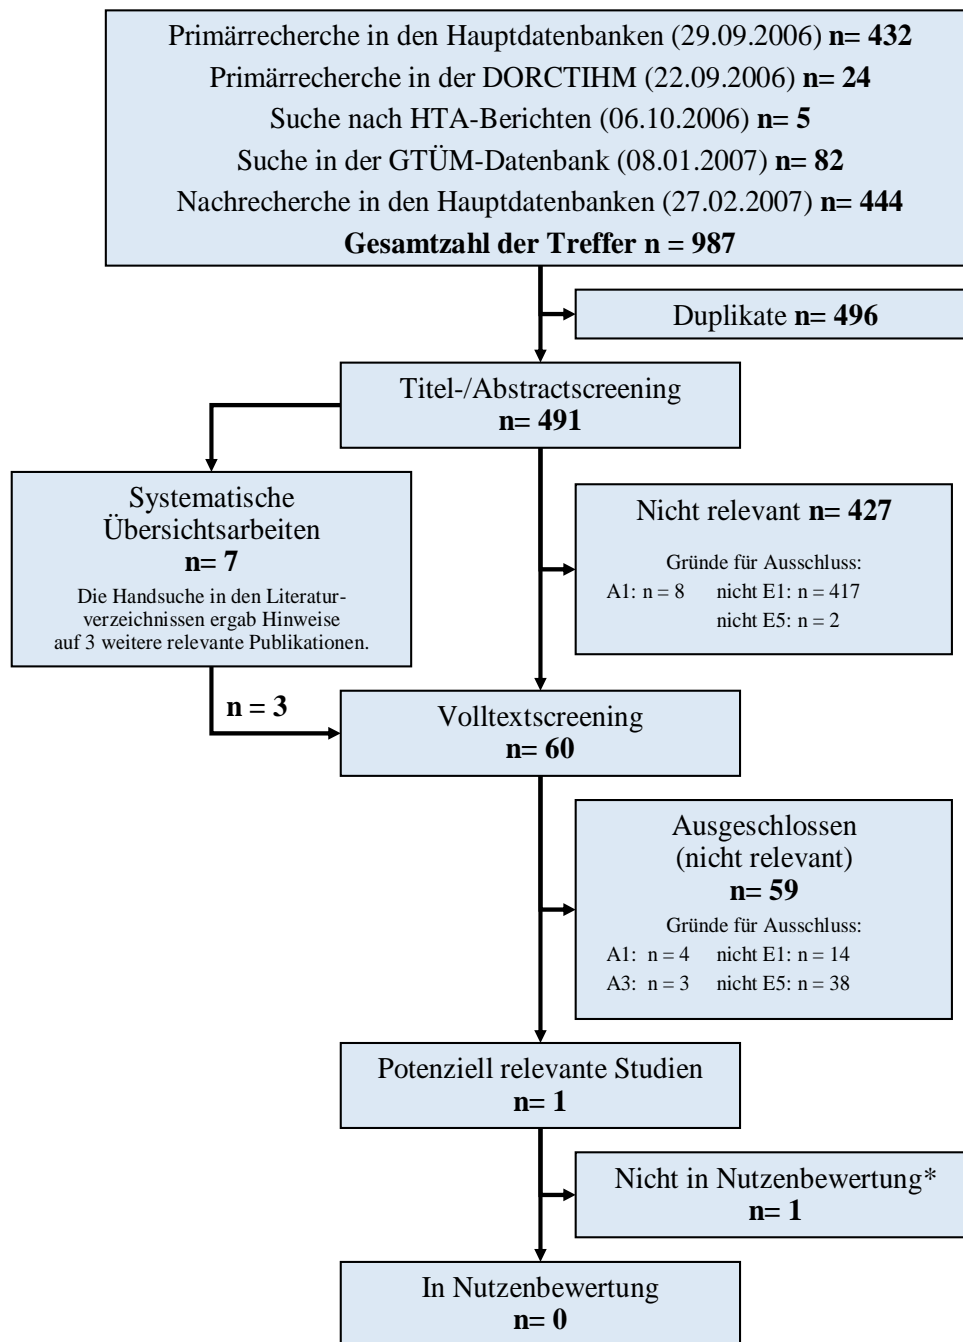 Primärrecherche in den Hauptdatenbanken (29.09.2006) n= 432
Primärrecherche in der DORCTIHM (22.09.2006) n= 24
Suche nach HTA-Berichten (06.10.2006) n= 5
Suche in der GTÜM-Datenbank (08.01.2007) n= 82
Nachrecherche in den Hauptdatenbanken (27.02.2007) n= 444
Gesamtzahl der Treffer n = 987
Duplikate n= 496
Titel-/Abstractscreening
n= 491
Systematische
Übersichtsarbeiten
n= 7
Die Handsuche in den Literatur-
verzeichnissen ergab Hinweise
auf 3 weitere relevante Publikationen.
Nicht relevant n= 427
Gründe für Ausschluss:
A1: n = 8 nicht E1: n = 417
nicht E5: n = 2
n = 3
Volltextscreening
n= 60
Ausgeschlossen
(nicht relevant)
n= 59
Gründe für Ausschluss:
A1: n = 4 nicht E1: n = 14
A3: n = 3 nicht E5: n = 38
Potenziell relevante Studien
n= 1
Nicht in Nutzenbewertung*
n= 1
In Nutzenbewertung
n= 0